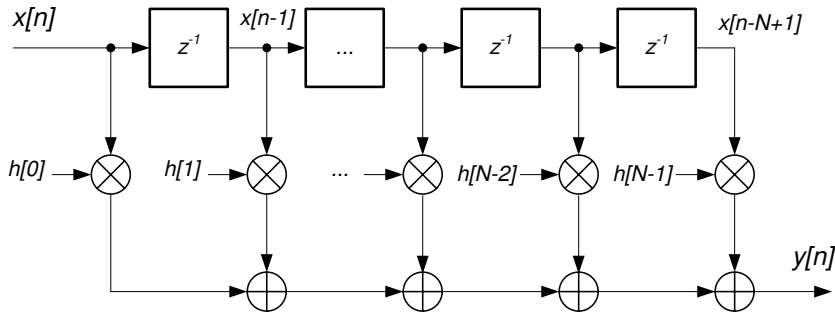 x[n] x[n-1] x[n-N+1]
z⁻¹ ... z⁻¹ z⁻¹
h[0] h[1] ... h[N-2] h[N-1]
y[n]